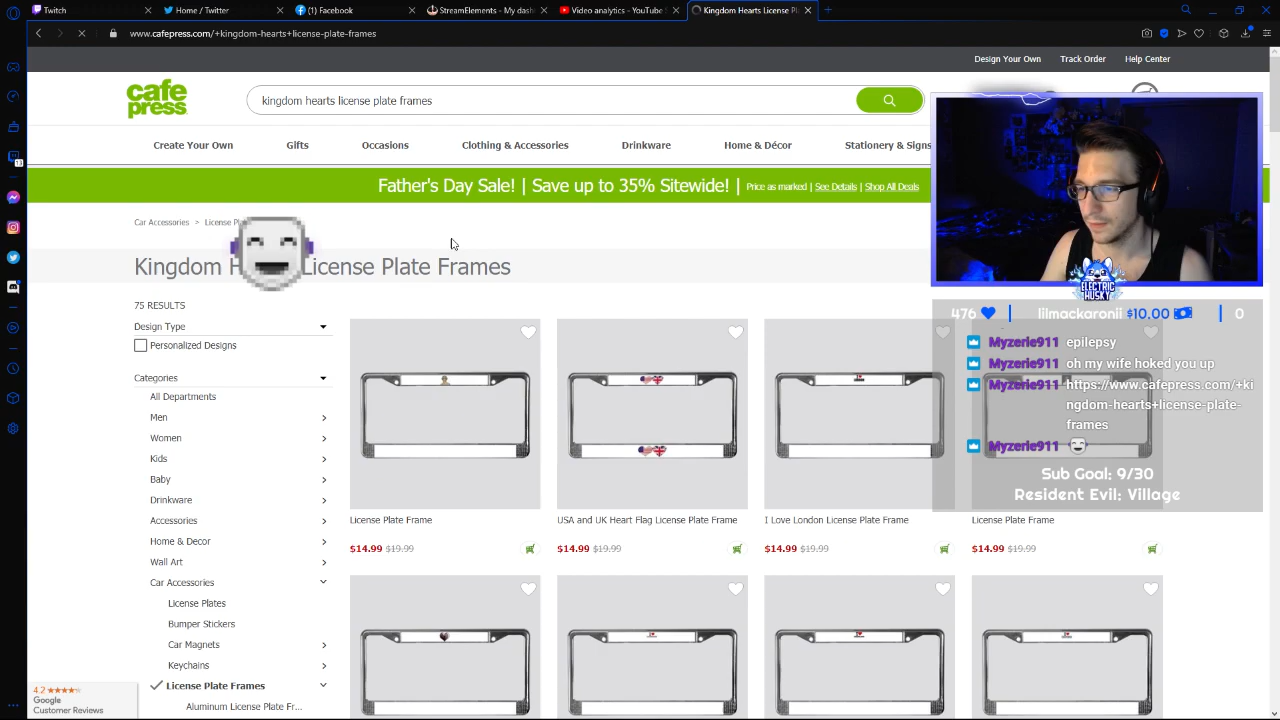 Twitch
Home / Twitter
(1) Facebook
StreamElements - My dash
Video analytics - YouTube S
Kingdom Hearts License Pl
www.cafepress.com/+kingdom-hearts+license-plate-frames
Design Your Own
Track Order
Help Center
cafe
press
kingdom hearts license plate frames
Create Your Own
Gifts
Occasions
Clothing & Accessories
Drinkware
Home & Décor
Stationery & Signs
Father's Day Sale! | Save up to 35% Sitewide! | Price as marked | See Details | Shop All Deals
Car Accessories > License Pl
Kingdom H License Plate Frames
75 RESULTS
Design Type
Personalized Designs
Categories
All Departments
Men
Women
Kids
Baby
Drinkware
Accessories
Home & Decor
Wall Art
Car Accessories
License Plates
Bumper Stickers
Car Magnets
Keychains
License Plate Frames
Aluminum License Plate Fr...
License Plate Frame
$14.99 $19.99
USA and UK Heart Flag License Plate Frame
$14.99 $19.99
I Love London License Plate Frame
$14.99 $19.99
License Plate Frame
$14.99 $19.99
4.2
Google
Customer Reviews
ELECTRIC
HUSKY
476
liilmackaronii $10.00
0
Myzerie911 epilepsy
Myzerie911 oh my wife hoked you up
Myzerie911 https://www.cafepress.com/+ki
ngdom-hearts+license-plate-
frames
Myzerie911
Sub Goal: 9/30
Resident Evil: Village